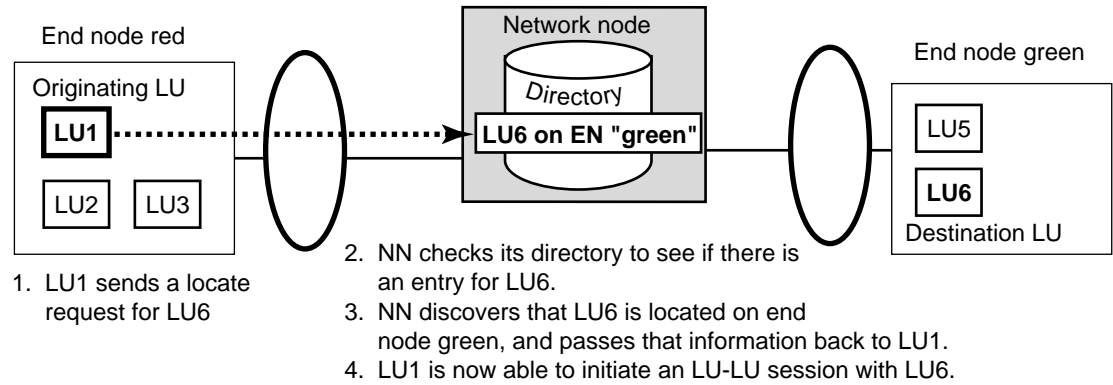 End node red
Originating LU
LU1
LU2
LU3
1. LU1 sends a locate
request for LU6
Network node
Directory
LU6 on EN "green"
End node green
LU5
LU6
Destination LU
2. NN checks its directory to see if there is
an entry for LU6.
3. NN discovers that LU6 is located on end
node green, and passes that information back to LU1.
4. LU1 is now able to initiate an LU-LU session with LU6.